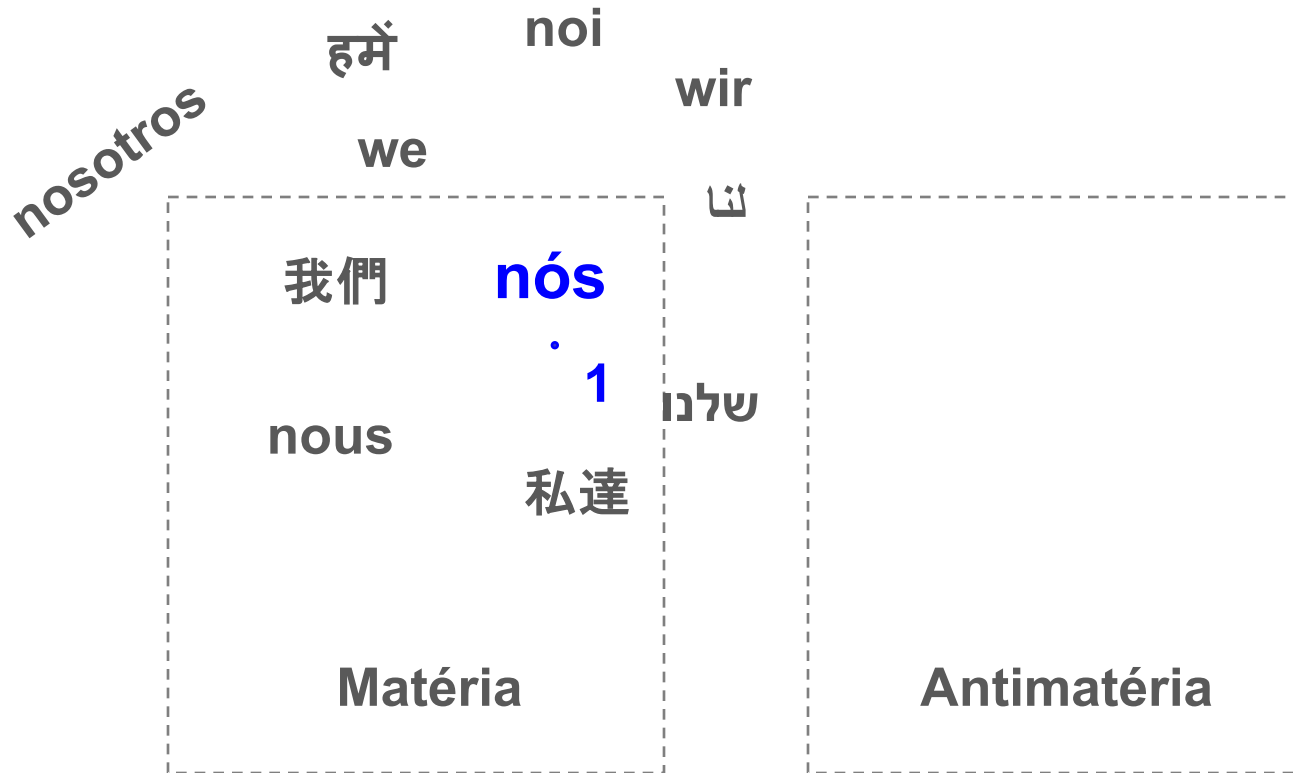 हमें
noi
wir
nosotros
we
لنا
我們
nós
1
שלנו
nous
私達
Matéria
Antimatéria